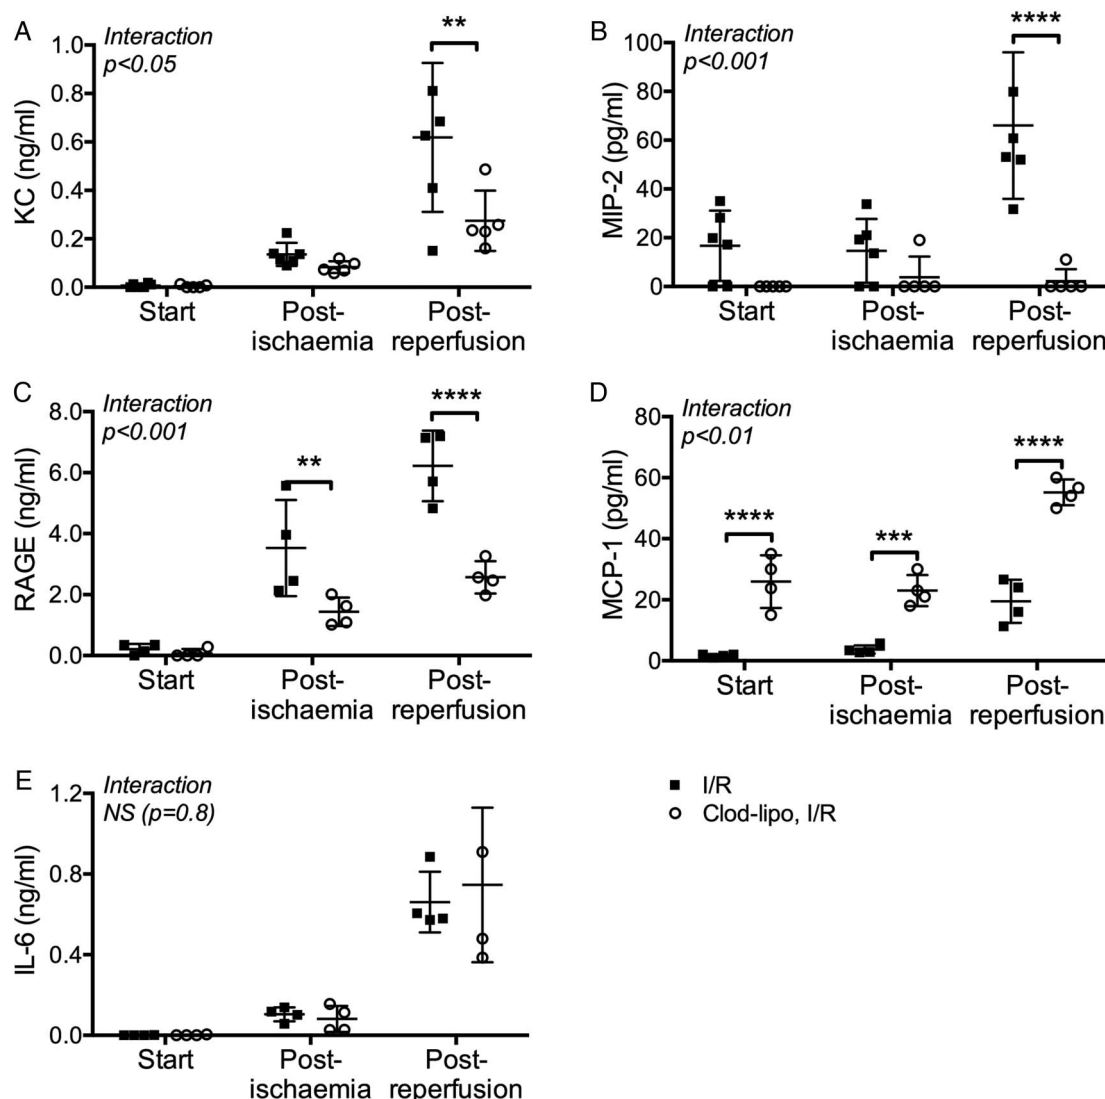 A
Interaction
p<0.05
**
KC (ng/ml)
1.0
0.8
0.6
0.4
0.2
0.0
Start
Post-
ischaemia
Post-
reperfusion
B
Interaction
p<0.001
****
MIP-2 (pg/ml)
100
80
60
40
20
0
Start
Post-
ischaemia
Post-
reperfusion
C
Interaction
p<0.001
**
****
RAGE (ng/ml)
8.0
6.0
4.0
2.0
0.0
Start
Post-
ischaemia
Post-
reperfusion
D
Interaction
p<0.01
****
***
****
MCP-1 (pg/ml)
80
60
40
20
0
Start
Post-
ischaemia
Post-
reperfusion
E
Interaction
NS (p=0.8)
IL-6 (ng/ml)
1.2
0.8
0.4
0.0
Start
Post-
ischaemia
Post-
reperfusion
I/R
Clod-lipo, I/R